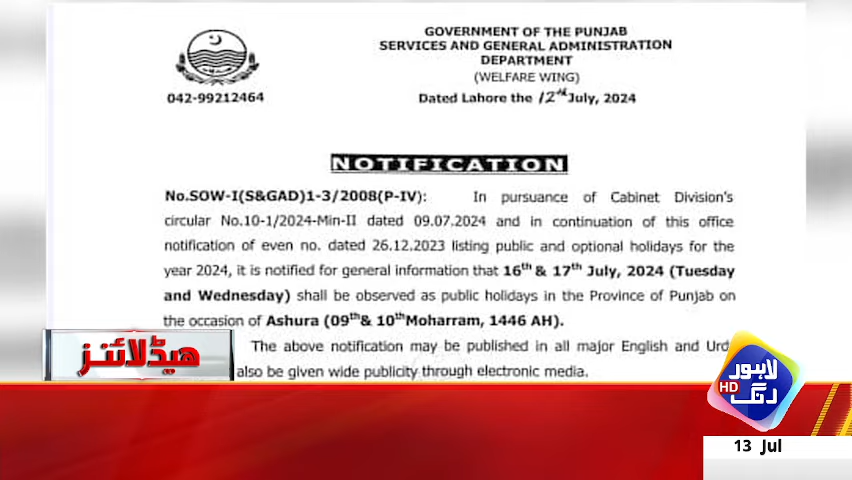 GOVERNMENT OF THE PUNJAB
SERVICES AND GENERAL ADMINISTRATION
DEPARTMENT
(WELFARE WING)
042-99212464
Dated Lahore the 12th July, 2024
NOTIFICATION
No.SOW-I(S&GAD)1-3/2008(P-IV): In pursuance of Cabinet Division's
circular No.10-1/2024-Min-II dated 09.07.2024 and in continuation of this office
notification of even no. dated 26.12.2023 listing public and optional holidays for the
year 2024, it is notified for general information that 16th & 17th July, 2024 (Tuesday
and Wednesday) shall be observed as public holidays in the Province of Punjab on
the occasion of Ashura (09th& 10thMoharram, 1446 AH).
The above notification may be published in all major English and Urd
also be given wide publicity through electronic media.
ہیڈلائنز
لاہور
HD رنگ
13 Jul